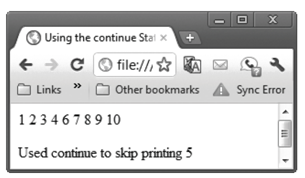 Using the continue Stat
file:///
Links » Other bookmarks Sync Error
1 2 3 4 6 7 8 9 10
Used continue to skip printing 5